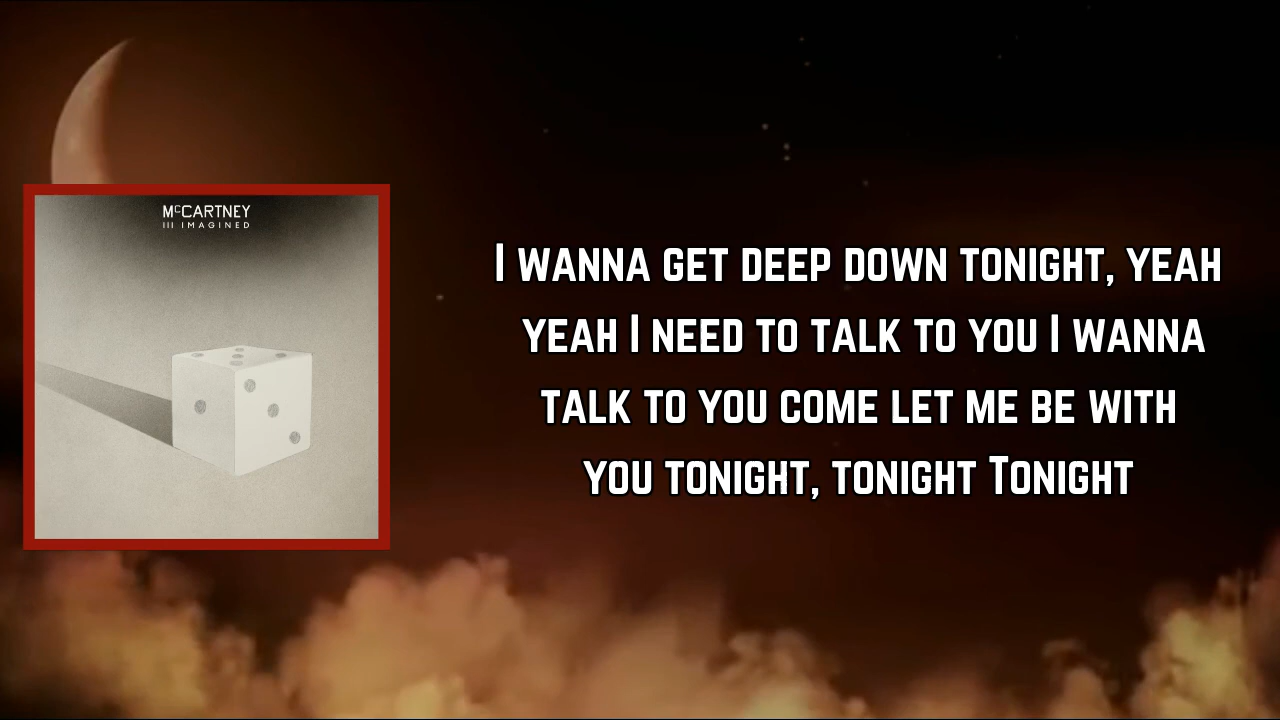 McCARTNEY
III IMAGINED
I WANNA GET DEEP DOWN TONIGHT, YEAH
YEAH I NEED TO TALK TO YOU I WANNA
TALK TO YOU COME LET ME BE WITH
YOU TONIGHT, TONIGHT TONIGHT